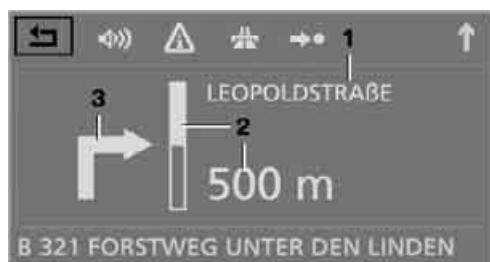 1
LEOPOLDSTRAßE
3
2
500 m
B 321 FORSTWEG UNTER DEN LINDEN